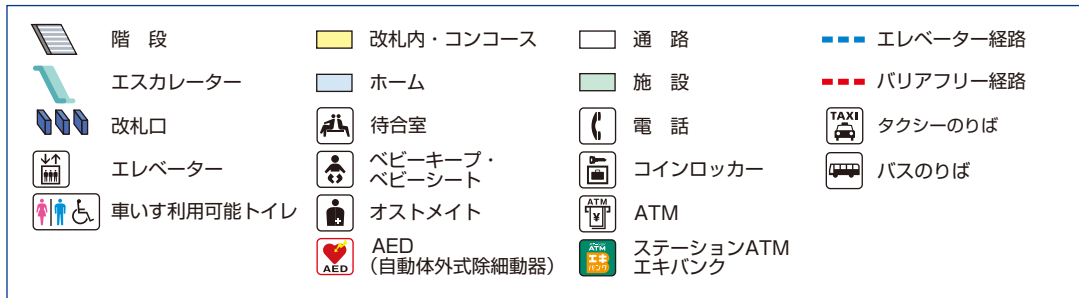 階 段
改札内・コンコース
通 路
エレベーター経路
エスカレーター
ホーム
施 設
バリアフリー経路
改札口
待合室
電 話
TAXI
タクシーのりば
エレベーター
ベビーキープ・
ベビーシート
コインロッカー
バスのりば
車いす利用可能トイレ
オストメイト
ATM
¥
ATM
AED
AED
(自動体外式除細動器)
ATM
エキ
バンク
ステーションATM
エキバンク